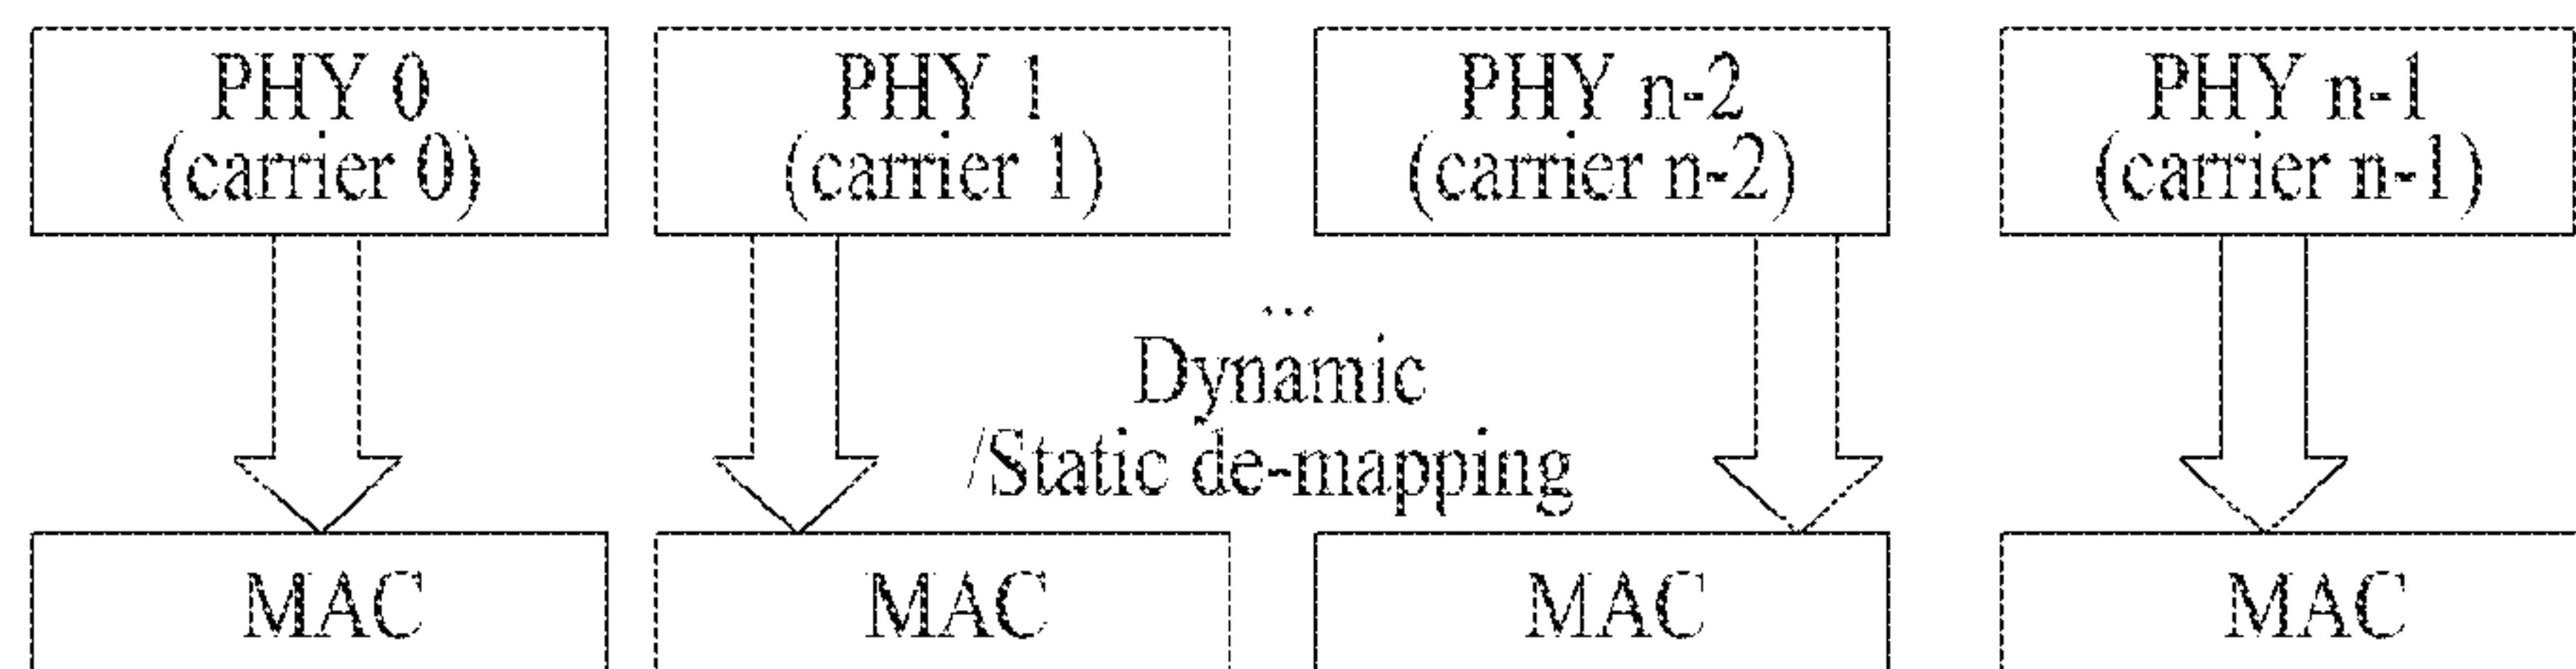 PHY 0
(carrier 0)
PHY 1
(carrier 1)
PHY n-2
(carrier n-2)
PHY n-1
(carrier n-1)
...
Dynamic
/Static de-mapping
MAC
MAC
MAC
MAC